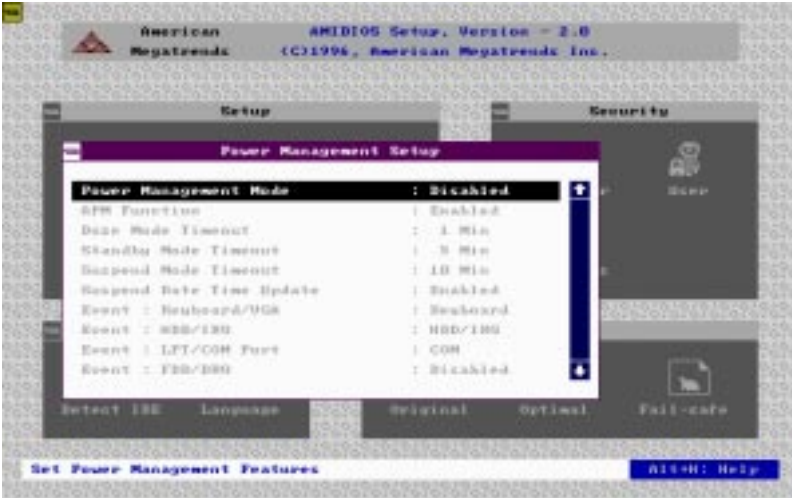 American
Megatrends
AMIBIOS Setup, Version - 2.0
(C)1996, American Megatrends Inc.
Setup
Security
Power Management Setup
User
Power Management Mode : Disabled
APM Function : Enabled
Doze Mode Timeout : 1 Min
Standby Mode Timeout : 5 Min
Suspend Mode Timeout : 10 Min
Suspend Date Time Update : Enabled
Event : Keyboard/VGA : Keyboard
Event : HDD/IRQ : HDD/IRQ
Event : LPT/COM Port : COM
Event : FDD/DRQ : Disabled
Detect IDE
Language
Original
Optimal
Fail-safe
Set Power Management Features
Alt+H: Help